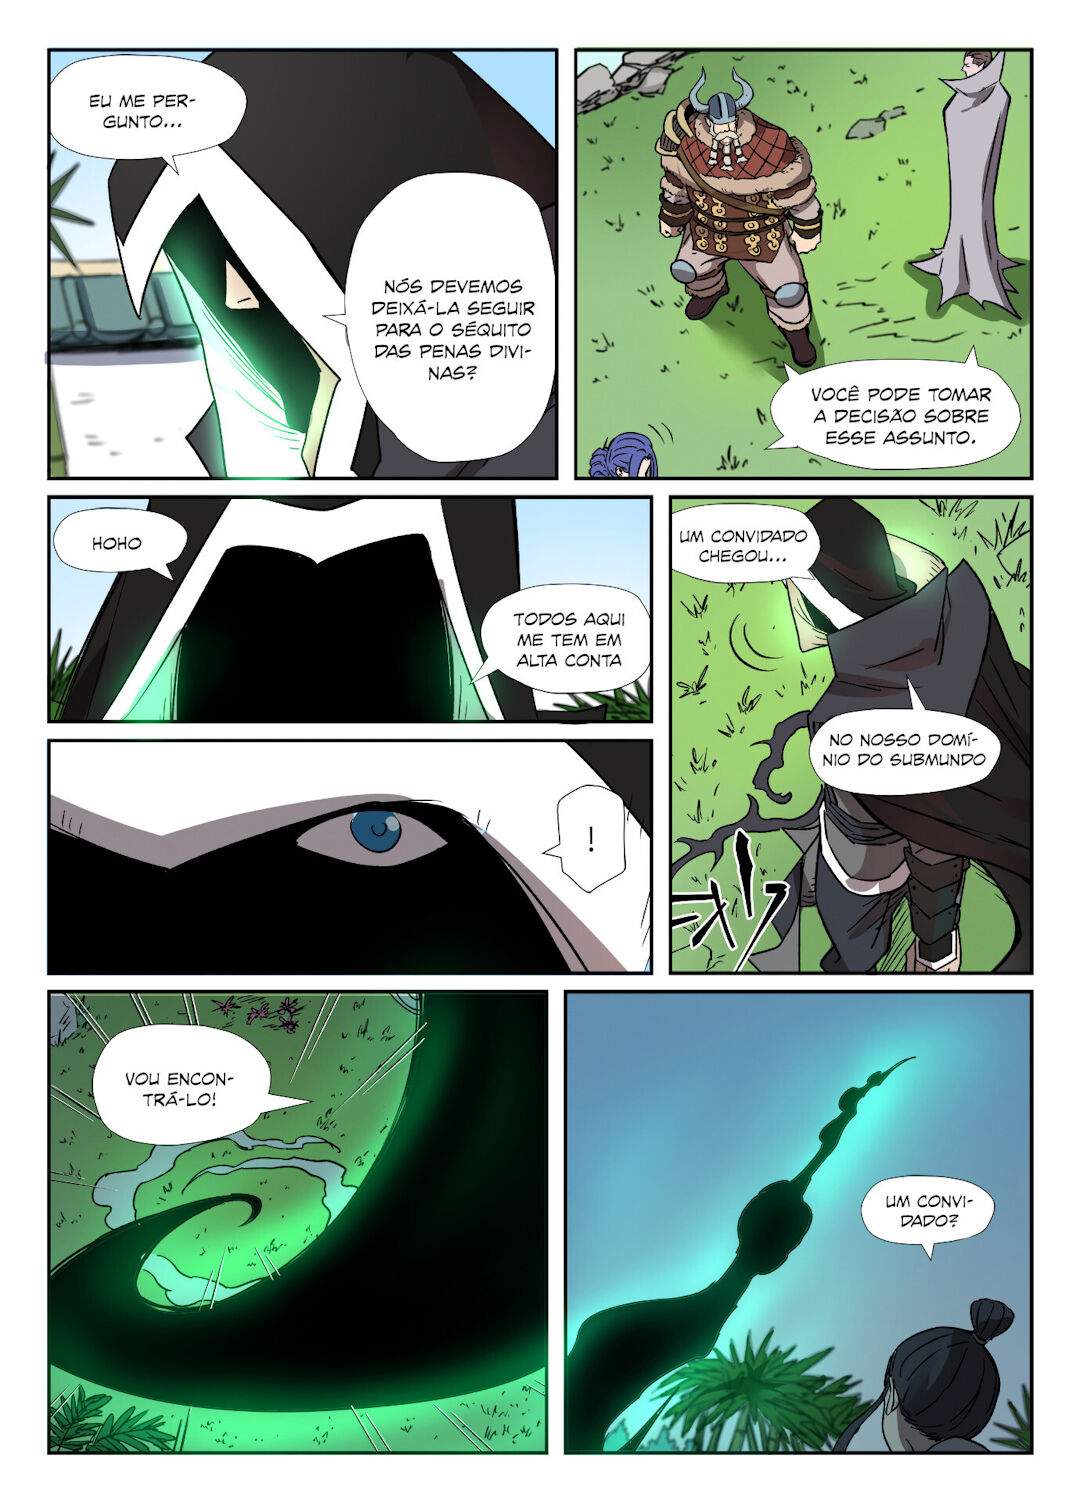 EU ME PER-
GUNTO...
NÓS DEVEMOS
DEIXÁ-LA SEGUIR
PARA O SÉQUITO
DAS PENAS DIVI-
NAS?
VOCÊ PODE TOMAR
A DECISÃO SOBRE
ESSE ASSUNTO.
HOHO
TODOS AQUI
ME TEM EM
ALTA CONTA
UM CONVIDADO
CHEGOU...
NO NOSSO DOMÍ-
NIO DO SUBMUNDO
!
VOU ENCON-
TRÁ-LO!
UM CONVI-
DADO?